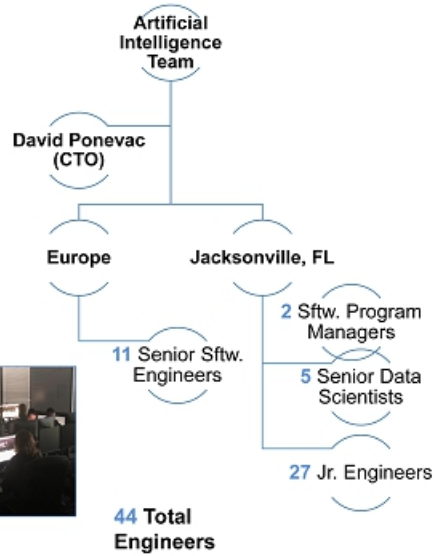 Artificial
Intelligence
Team
David Ponevac
(CTO)
Europe
Jacksonville, FL
2 Sftw. Program
Managers
11 Senior Sftw.
Engineers
5 Senior Data
Scientists
27 Jr. Engineers
44 Total
Engineers